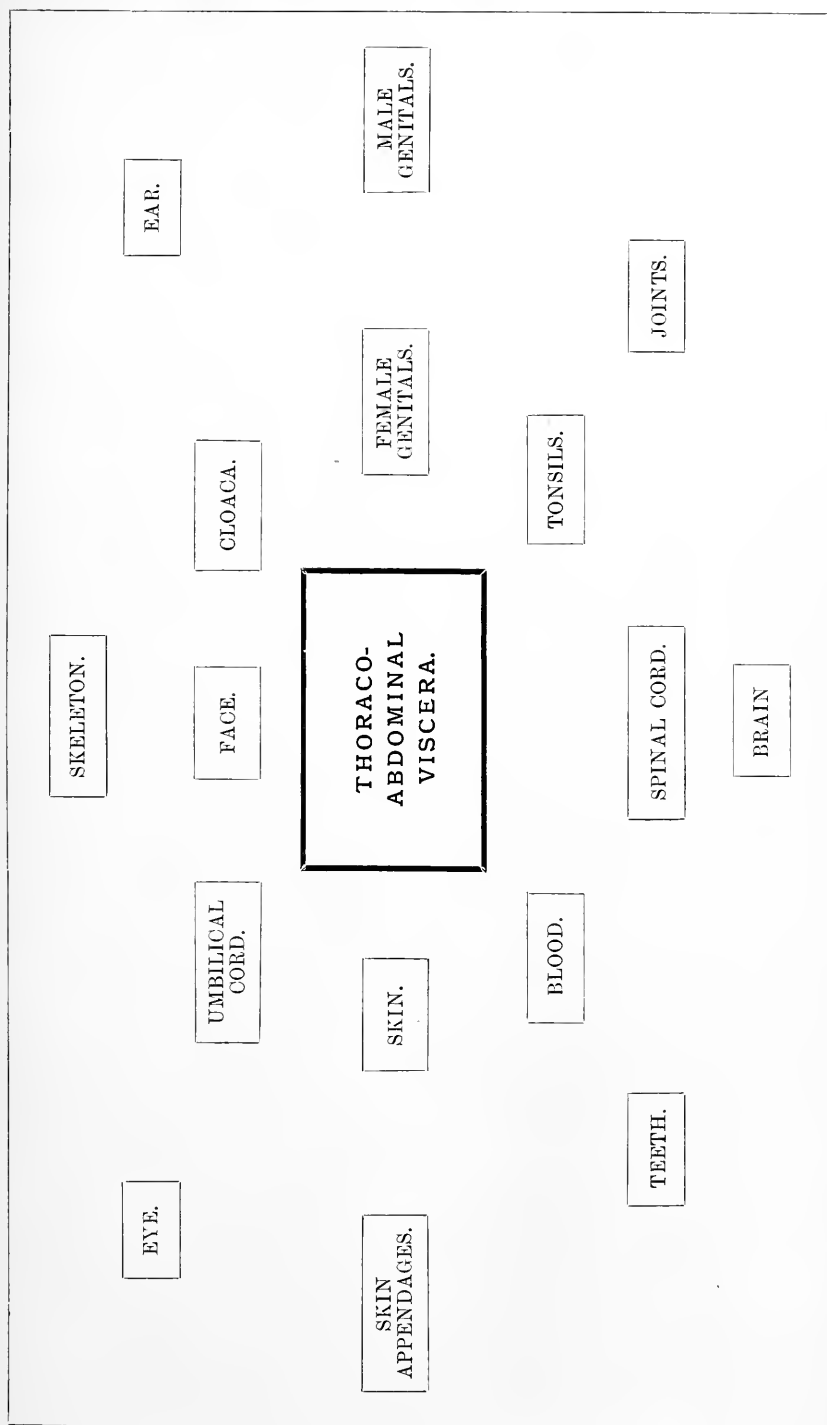 SKELETON.
EYE.
EAR.
UMBILICAL
CORD.
FACE.
CLOACA.
SKIN
APPENDAGES.
SKIN.
THORACO-
ABDOMINAL
VISCERA.
FEMALE
GENITALS.
MALE
GENITALS.
BLOOD.
TONSILS.
TEETH.
SPINAL CORD.
JOINTS.
BRAIN